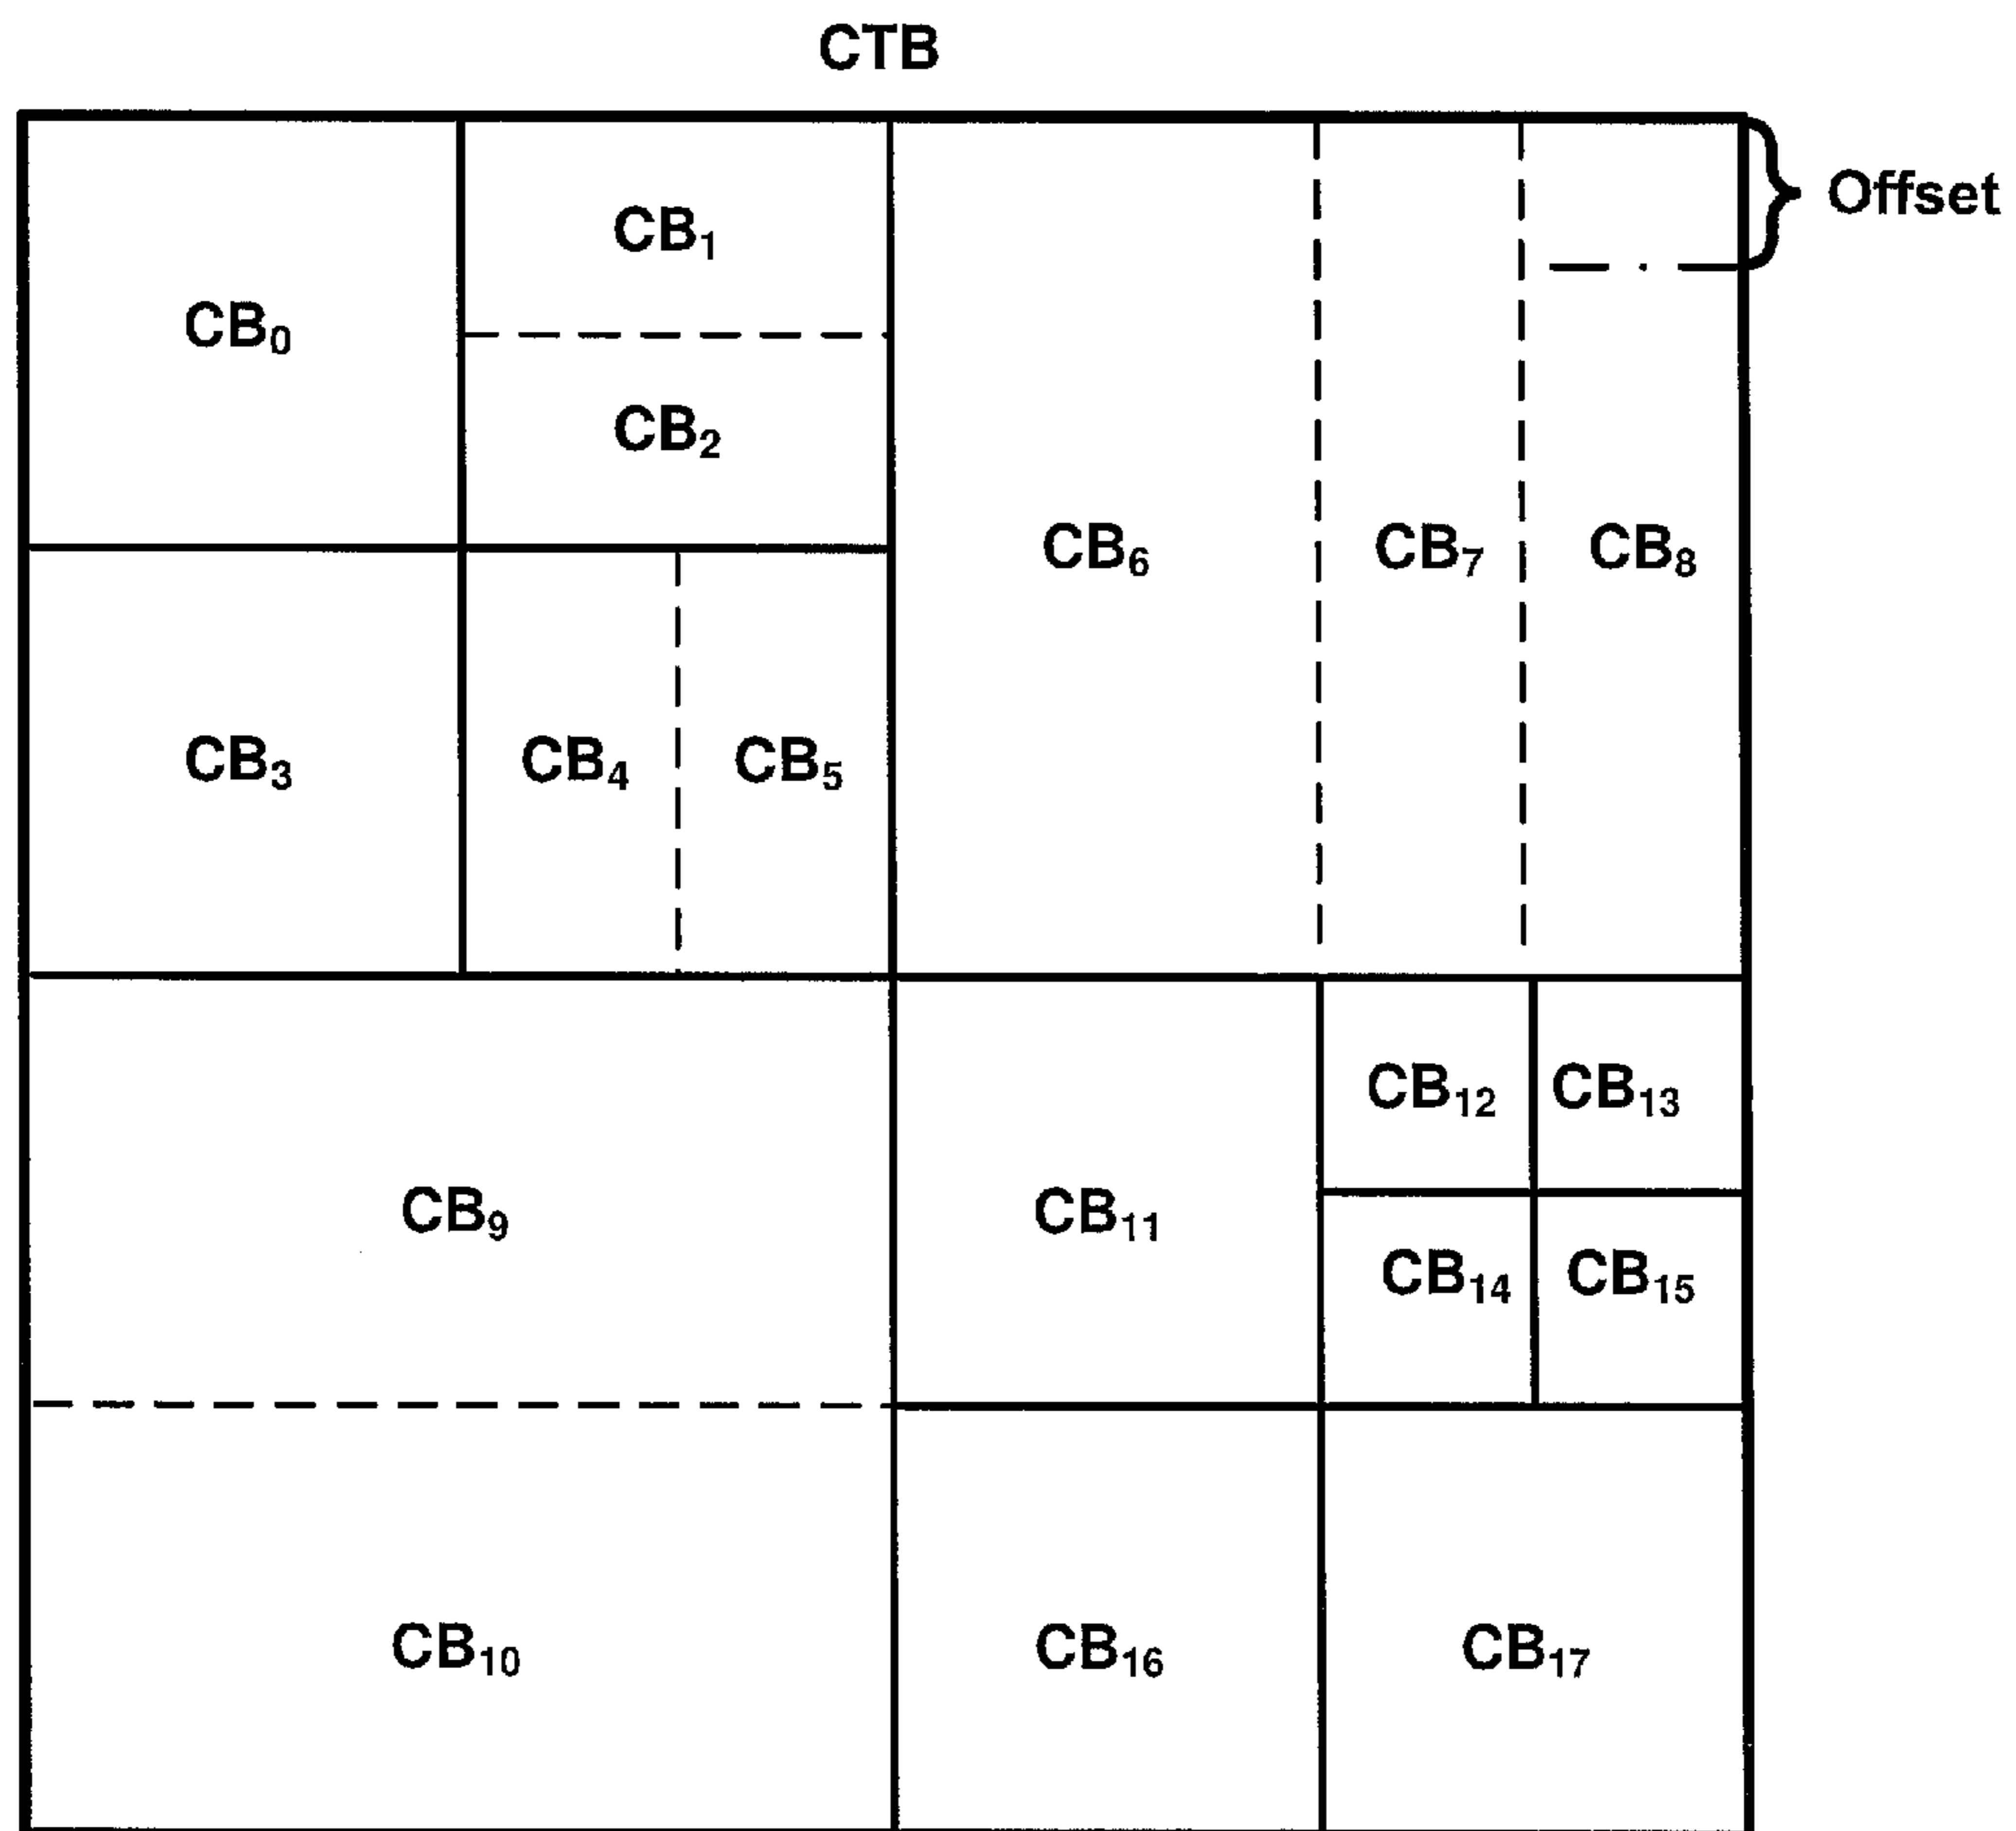 CTB
Offset
CB₀
CB₁
CB₂
CB₃
CB₄
CB₅
CB₆
CB₇
CB₈
CB₉
CB₁₀
CB₁₁
CB₁₂
CB₁₃
CB₁₄
CB₁₅
CB₁₆
CB₁₇